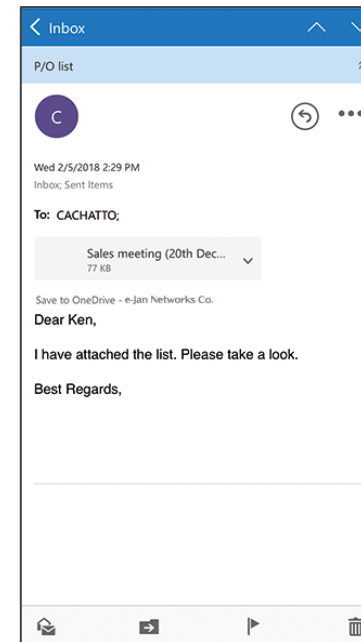 Inbox
P/O list
C
Wed 2/5/2018 2:29 PM
Inbox; Sent Items
To: CACHATTO;
Sales meeting (20th Dec...
77 KB
Save to OneDrive - e-Jan Networks Co.
Dear Ken,
I have attached the list. Please take a look.
Best Regards,